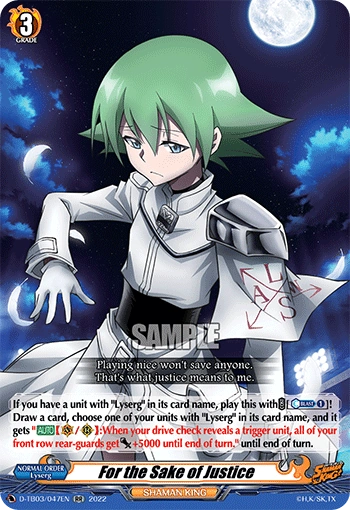 3
GRADE
SAMPLE
Playing nice won't save anyone.
That's what justice means to me.
If you have a unit with "Lyserg" in its card name, play this with [BLAST 1]!
Draw a card, choose one of your units with "Lyserg" in its card name, and it
gets "AUTO [ / ]:When your drive check reveals a trigger unit, all of your
front row rear-guards get +5000 until end of turn." until end of turn.
NORMAL ORDER
Lyserg
For the Sake of Justice
D-TB03/047EN RR 2022
SHAMAN KING
SHAMAN KING
©H,K/SK,TX